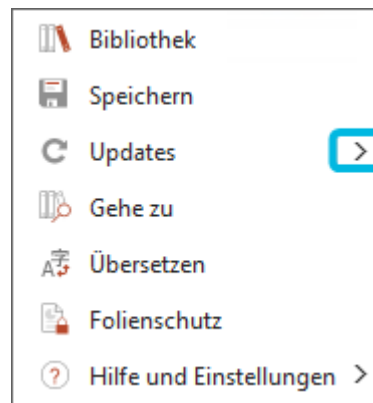 Bibliothek
Speichern
Updates
Gehe zu
Übersetzen
Folienschutz
Hilfe und Einstellungen